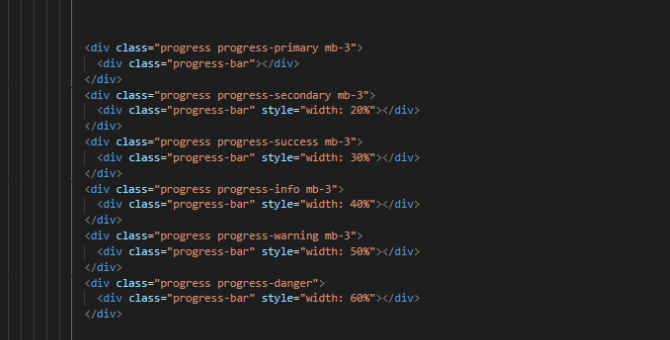 <div class="progress progress-primary mb-3">
<div class="progress-bar"></div>
</div>
<div class="progress progress-secondary mb-3">
<div class="progress-bar" style="width: 20%"></div>
</div>
<div class="progress progress-success mb-3">
<div class="progress-bar" style="width: 30%"></div>
</div>
<div class="progress progress-info mb-3">
<div class="progress-bar" style="width: 40%"></div>
</div>
<div class="progress progress-warning mb-3">
<div class="progress-bar" style="width: 50%"></div>
</div>
<div class="progress progress-danger">
<div class="progress-bar" style="width: 60%"></div>
</div>